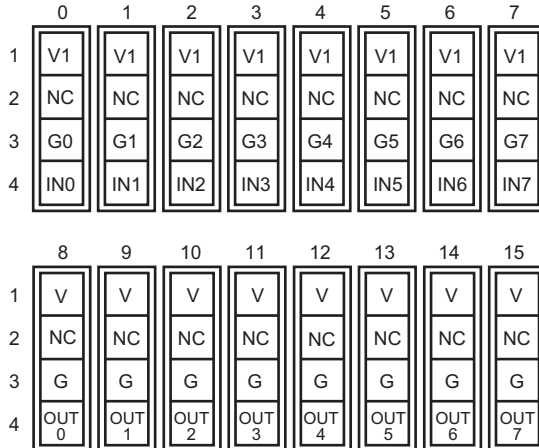 0 1 2 3 4 5 6 7
1 V1 V1 V1 V1 V1 V1 V1 V1
2 NC NC NC NC NC NC NC NC
3 G0 G1 G2 G3 G4 G5 G6 G7
4 IN0 IN1 IN2 IN3 IN4 IN5 IN6 IN7
8 9 10 11 12 13 14 15
1 V V V V V V V V
2 NC NC NC NC NC NC NC NC
3 G G G G G G G G
4 OUT OUT OUT OUT OUT OUT OUT OUT
0 1 2 3 4 5 6 7